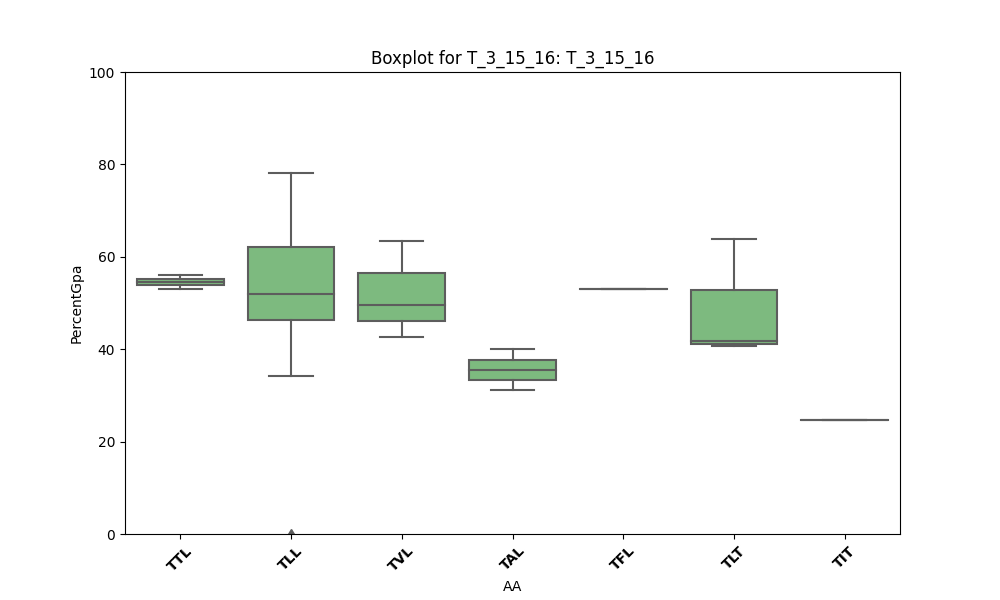 Boxplot for T_3_15_16: T_3_15_16
100
80
60
40
20
0
PercentGpa
TTL
TLL
TVL
TAL
TFL
TLT
TIT
AA